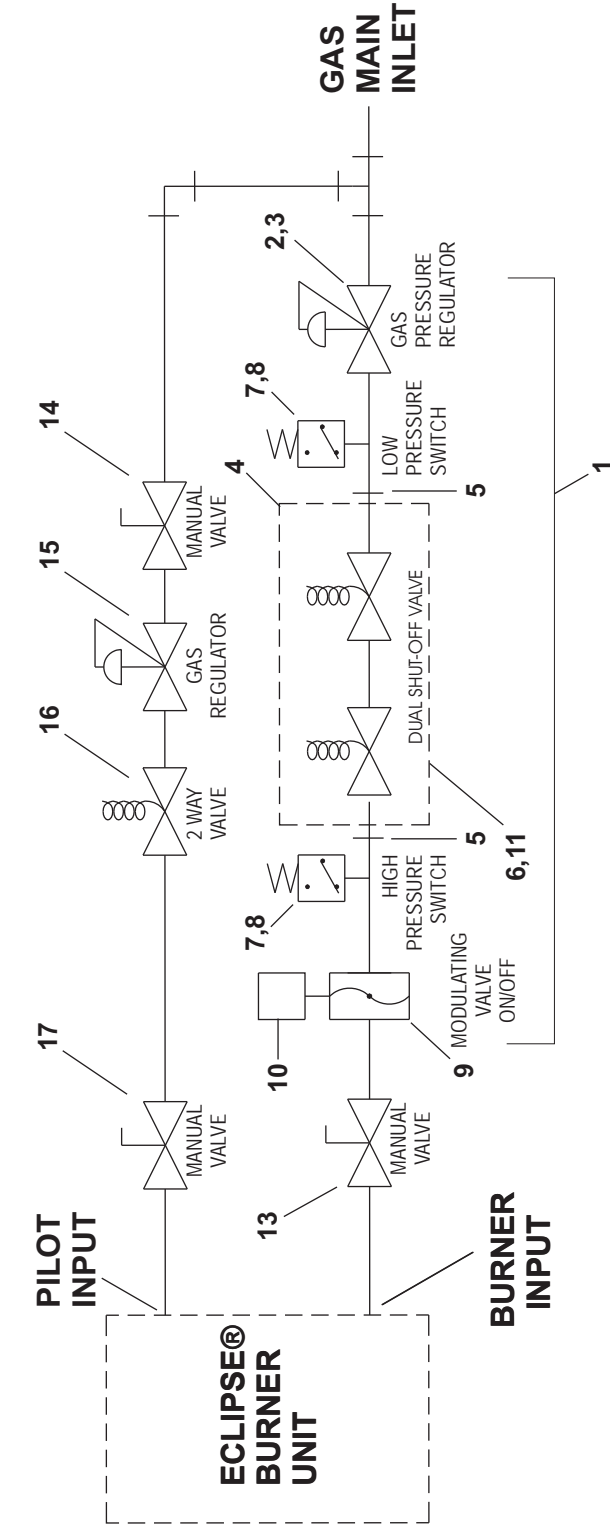 PILOT
INPUT
17
MANUAL
VALVE
16
2 WAY
VALVE
15
GAS
REGULATOR
14
MANUAL
VALVE
GAS
MAIN
INLET
ECLIPSE®
BURNER
UNIT
BURNER
INPUT
13
MANUAL
VALVE
10
9
MODULATING
VALVE
ON/OFF
7,8
HIGH
PRESSURE
SWITCH
5
6,11
DUAL SHUT-OFF VALVE
4
5
7,8
LOW
PRESSURE
SWITCH
2,3
GAS
PRESSURE
REGULATOR
1